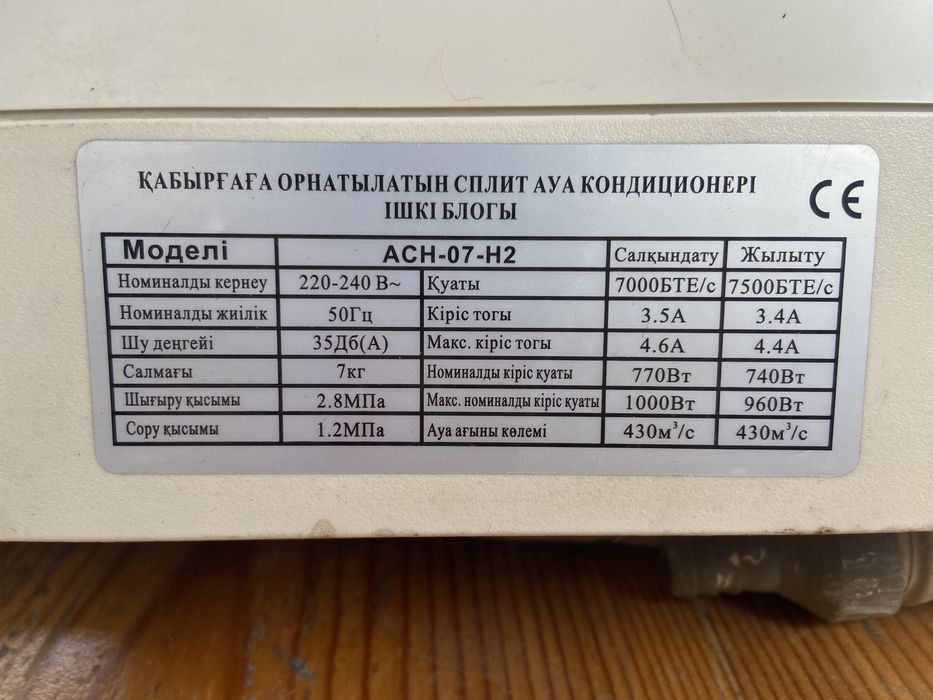 ҚАБЫРҒАҒА ОРНАТЫЛАТЫН СПЛИТ АУА КОНДИЦИОНЕРІ
ІШКІ БЛОГЫ
CE
Моделі ACH-07-H2 Салқындату Жылыту
Номиналды кернеу 220-240 В~ Қуаты 7000БТЕ/с 7500БТЕ/с
Номиналды жиілік 50Гц Кіріс тогы 3.5А 3.4А
Шу деңгейі 35Дб(А) Макс. кіріс тогы 4.6А 4.4А
Салмағы 7кг Номиналды кіріс қуаты 770Вт 740Вт
Шығыру қысымы 2.8МПа Макс. номиналды кіріс қуаты 1000Вт 960Вт
Сору қысымы 1.2МПа Ауа ағыны көлемі 430м³/с 430м³/с